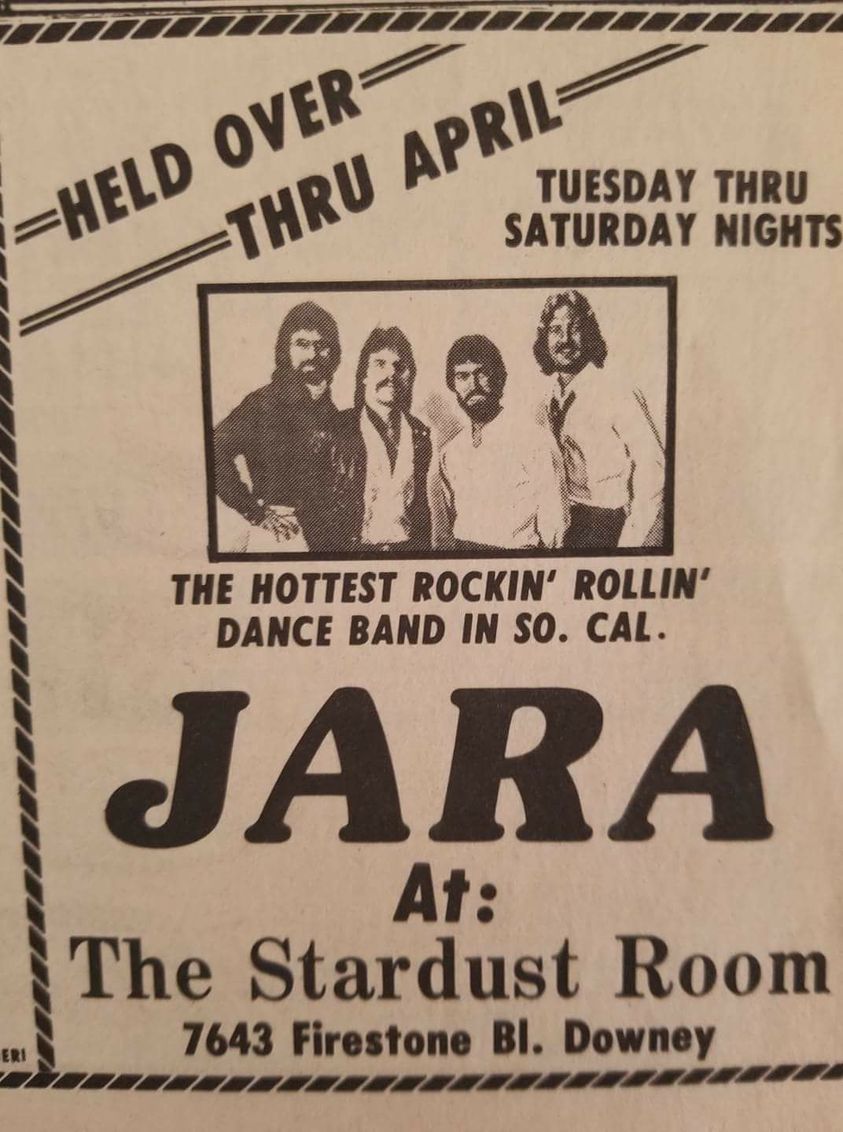 HELD OVER
THRU APRIL
TUESDAY THRU
SATURDAY NIGHTS
THE HOTTEST ROCKIN' ROLLIN'
DANCE BAND IN SO. CAL.
JARA
At:
The Stardust Room
7643 Firestone Bl. Downey